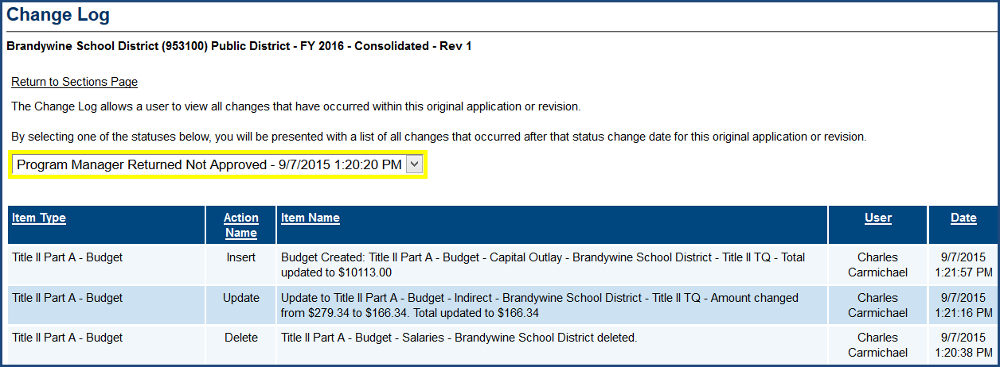 Change Log
Brandywine School District (953100) Public District - FY 2016 - Consolidated - Rev 1
Return to Sections Page
The Change Log allows a user to view all changes that have occurred within this original application or revision.
By selecting one of the statuses below, you will be presented with a list of all changes that occurred after that status change date for this original application or revision.
Program Manager Returned Not Approved - 9/7/2015 1:20:20 PM
Item Type
Action
Name
Item Name
User
Date
Title II Part A - Budget
Insert
Budget Created: Title II Part A - Budget - Capital Outlay - Brandywine School District - Title II TQ - Total
updated to $10113.00
Charles
Carmichael
9/7/2015
1:21:57 PM
Title II Part A - Budget
Update
Update to Title II Part A - Budget - Indirect - Brandywine School District - Title II TQ - Amount changed
from $279.34 to $166.34. Total updated to $166.34
Charles
Carmichael
9/7/2015
1:21:16 PM
Title II Part A - Budget
Delete
Title II Part A - Budget - Salaries - Brandywine School District deleted.
Charles
Carmichael
9/7/2015
1:20:38 PM